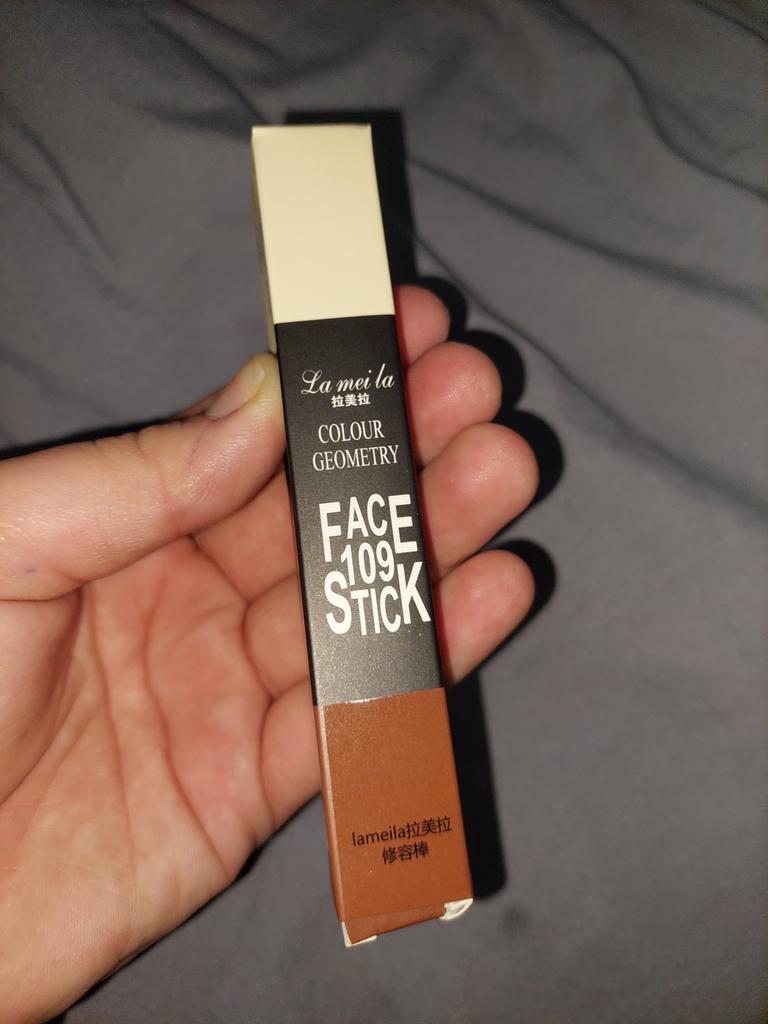 La mei la
拉美拉
COLOUR
GEOMETRY
FACE
109
STICK
lameila拉美拉
修容棒